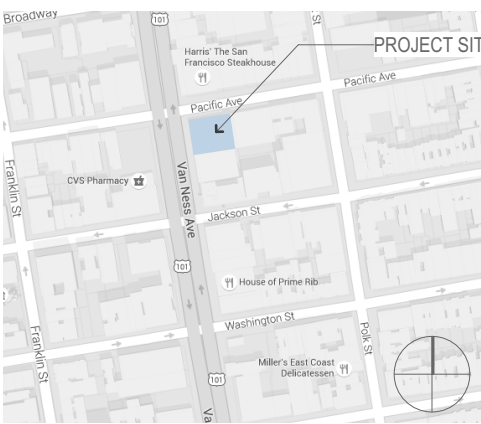 Broadway
101
St
Harris' The San
Francisco Steakhouse
PROJECT SIT
Pacific Ave
Pacific Ave
Franklin St
CVS Pharmacy
Van Ness Ave
Jackson St
101
House of Prime Rib
Washington St
Franklin St
Polk St
Miller's East Coast
Delicatessen
101
Va